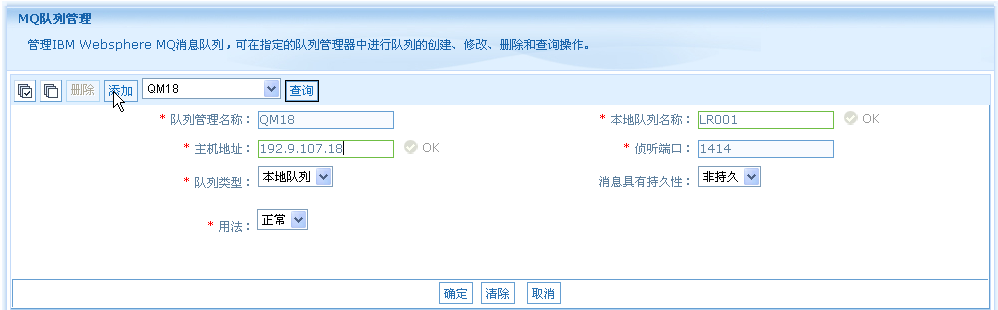 MQ队列管理
管理IBM Websphere MQ消息队列，可在指定的队列管理器中进行队列的创建、修改、删除和查询操作。
删除 添加 QM18 查询
* 队列管理名称： QM18 * 本地队列名称： LR001 OK
* 主机地址： 192.9.107.18 OK * 侦听端口： 1414
* 队列类型： 本地队列 消息具有持久性： 非持久
* 用法： 正常
确定 清除 取消